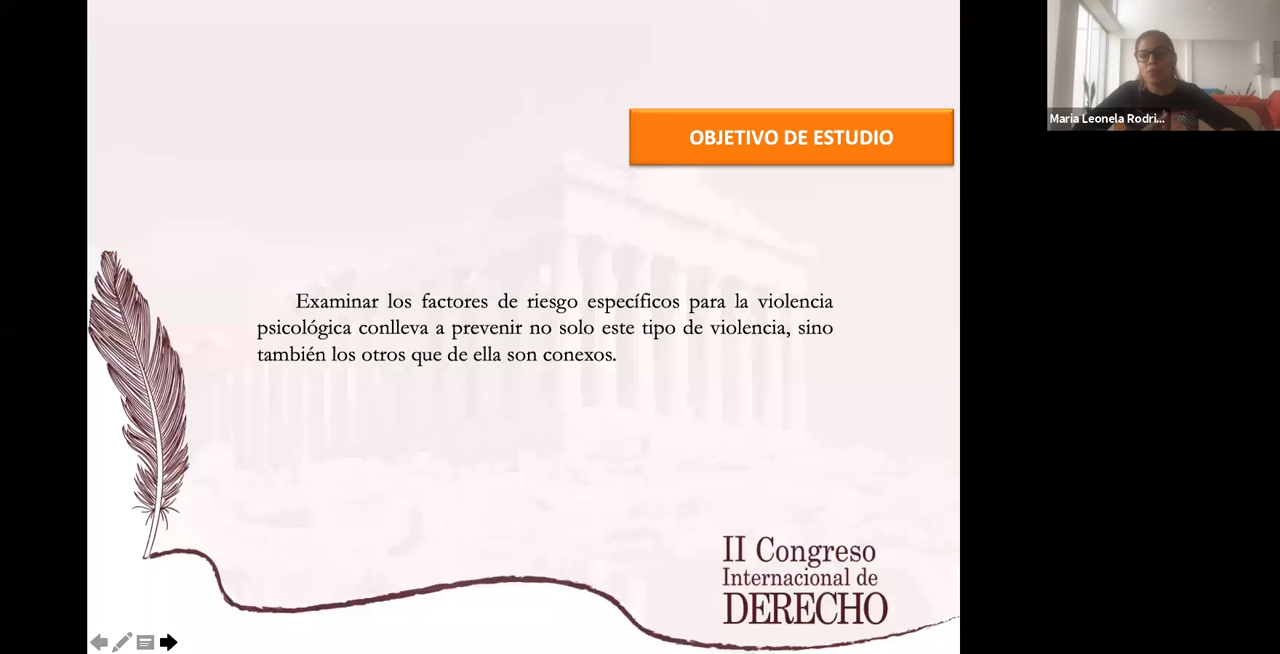 OBJETIVO DE ESTUDIO
Examinar los factores de riesgo específicos para la violencia
psicológica conlleva a prevenir no solo este tipo de violencia, sino
también los otros que de ella son conexos.
II Congreso
Internacional de
DERECHO
Maria Leonela Rodri...